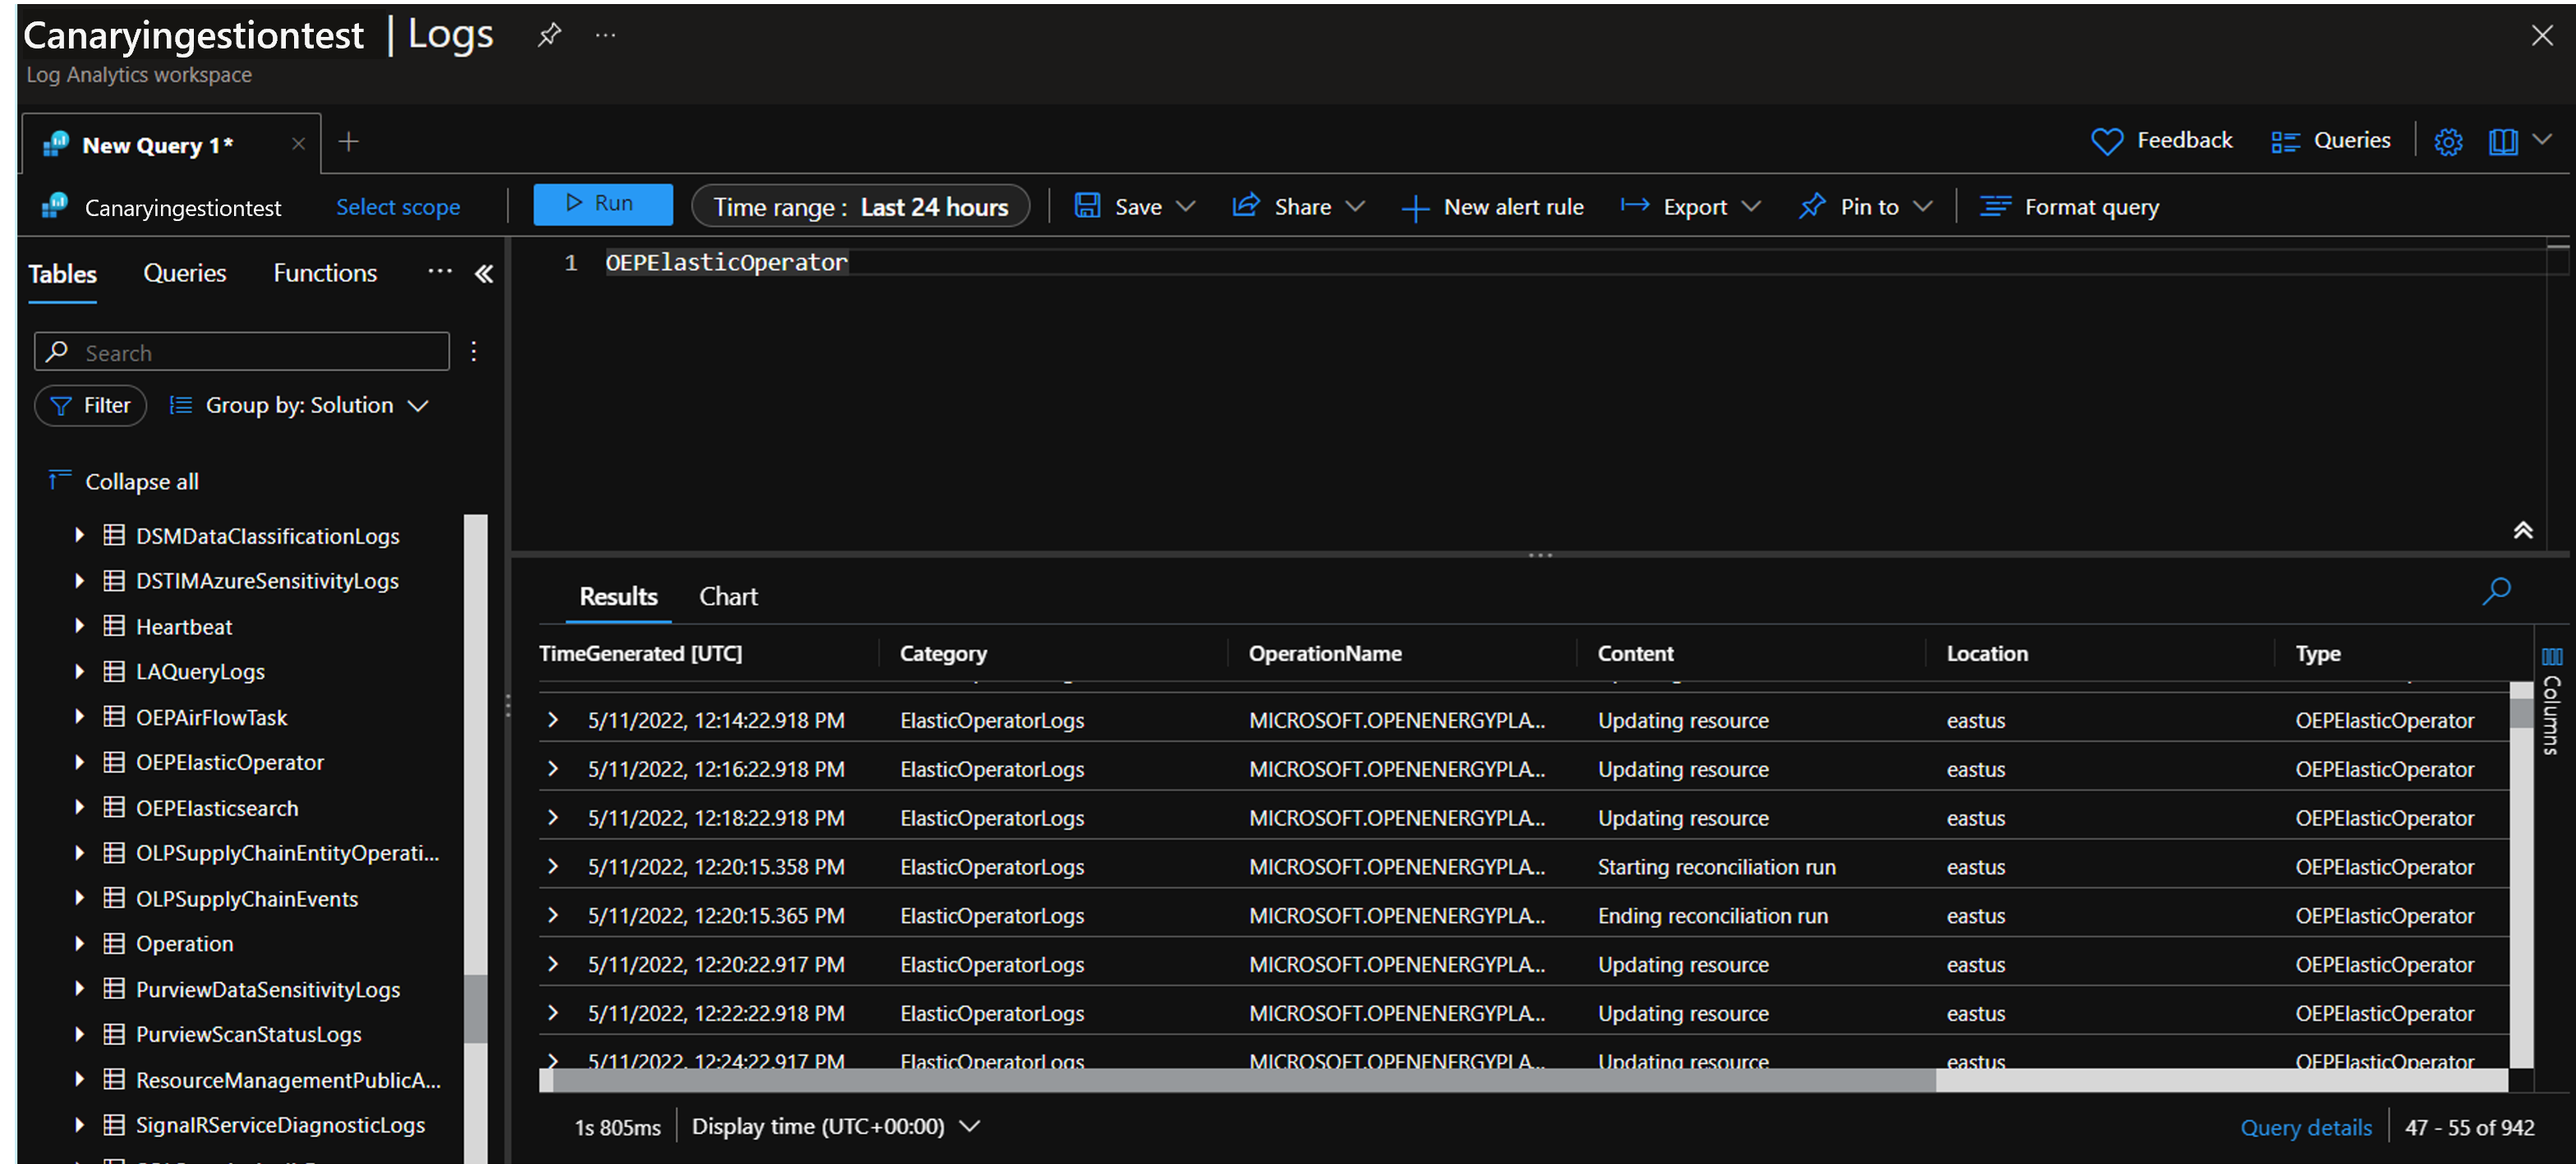 Canaryingestiontest | Logs ...
Log Analytics workspace
New Query 1*
Feedback Queries
Canaryingestiontest Select scope Run Time range : Last 24 hours Save Share New alert rule Export Pin to Format query
Tables Queries Functions ...
1 OEPElasticOperator
Search
Filter Group by: Solution
Collapse all
DSMDataClassificationLogs
DSTIMAzureSensitivityLogs
Heartbeat
LAQueryLogs
OEPAirFlowTask
OEPElasticOperator
OEPElasticsearch
OLPSupplyChainEntityOperati...
OLPSupplyChainEvents
Operation
PurviewDataSensitivityLogs
PurviewScanStatusLogs
ResourceManagementPublicA...
SignalRServiceDiagnosticLogs
Results Chart
TimeGenerated [UTC] Category OperationName Content Location Type
5/11/2022, 12:14:22.918 PM ElasticOperatorLogs MICROSOFT.OPENENERGYPLA... Updating resource eastus OEPElasticOperator
5/11/2022, 12:16:22.918 PM ElasticOperatorLogs MICROSOFT.OPENENERGYPLA... Updating resource eastus OEPElasticOperator
5/11/2022, 12:18:22.918 PM ElasticOperatorLogs MICROSOFT.OPENENERGYPLA... Updating resource eastus OEPElasticOperator
5/11/2022, 12:20:15.358 PM ElasticOperatorLogs MICROSOFT.OPENENERGYPLA... Starting reconciliation run eastus OEPElasticOperator
5/11/2022, 12:20:15.365 PM ElasticOperatorLogs MICROSOFT.OPENENERGYPLA... Ending reconciliation run eastus OEPElasticOperator
5/11/2022, 12:20:22.917 PM ElasticOperatorLogs MICROSOFT.OPENENERGYPLA... Updating resource eastus OEPElasticOperator
5/11/2022, 12:22:22.918 PM ElasticOperatorLogs MICROSOFT.OPENENERGYPLA... Updating resource eastus OEPElasticOperator
5/11/2022, 12:24:22.917 PM ElasticOperatorLogs MICROSOFT.OPENENERGYPLA... Updating resource eastus OEPElasticOperator
Columns
1s 805ms Display time (UTC+00:00)
Query details 47 - 55 of 942